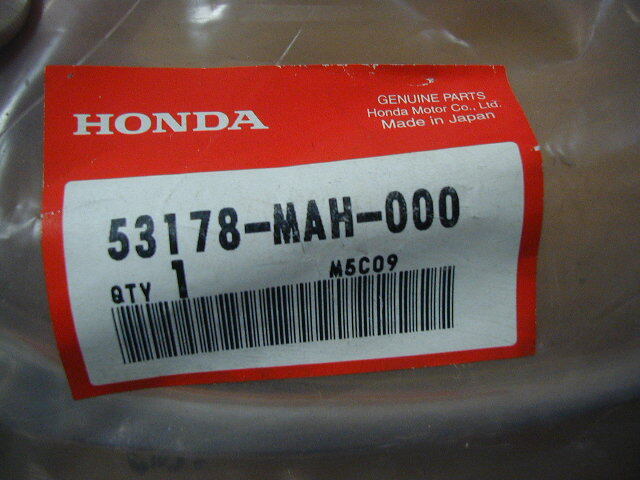 HONDA
GENUINE PARTS
Honda Motor Co., Ltd.
Made in Japan
53178-MAH-000
QTY 1 M5C09